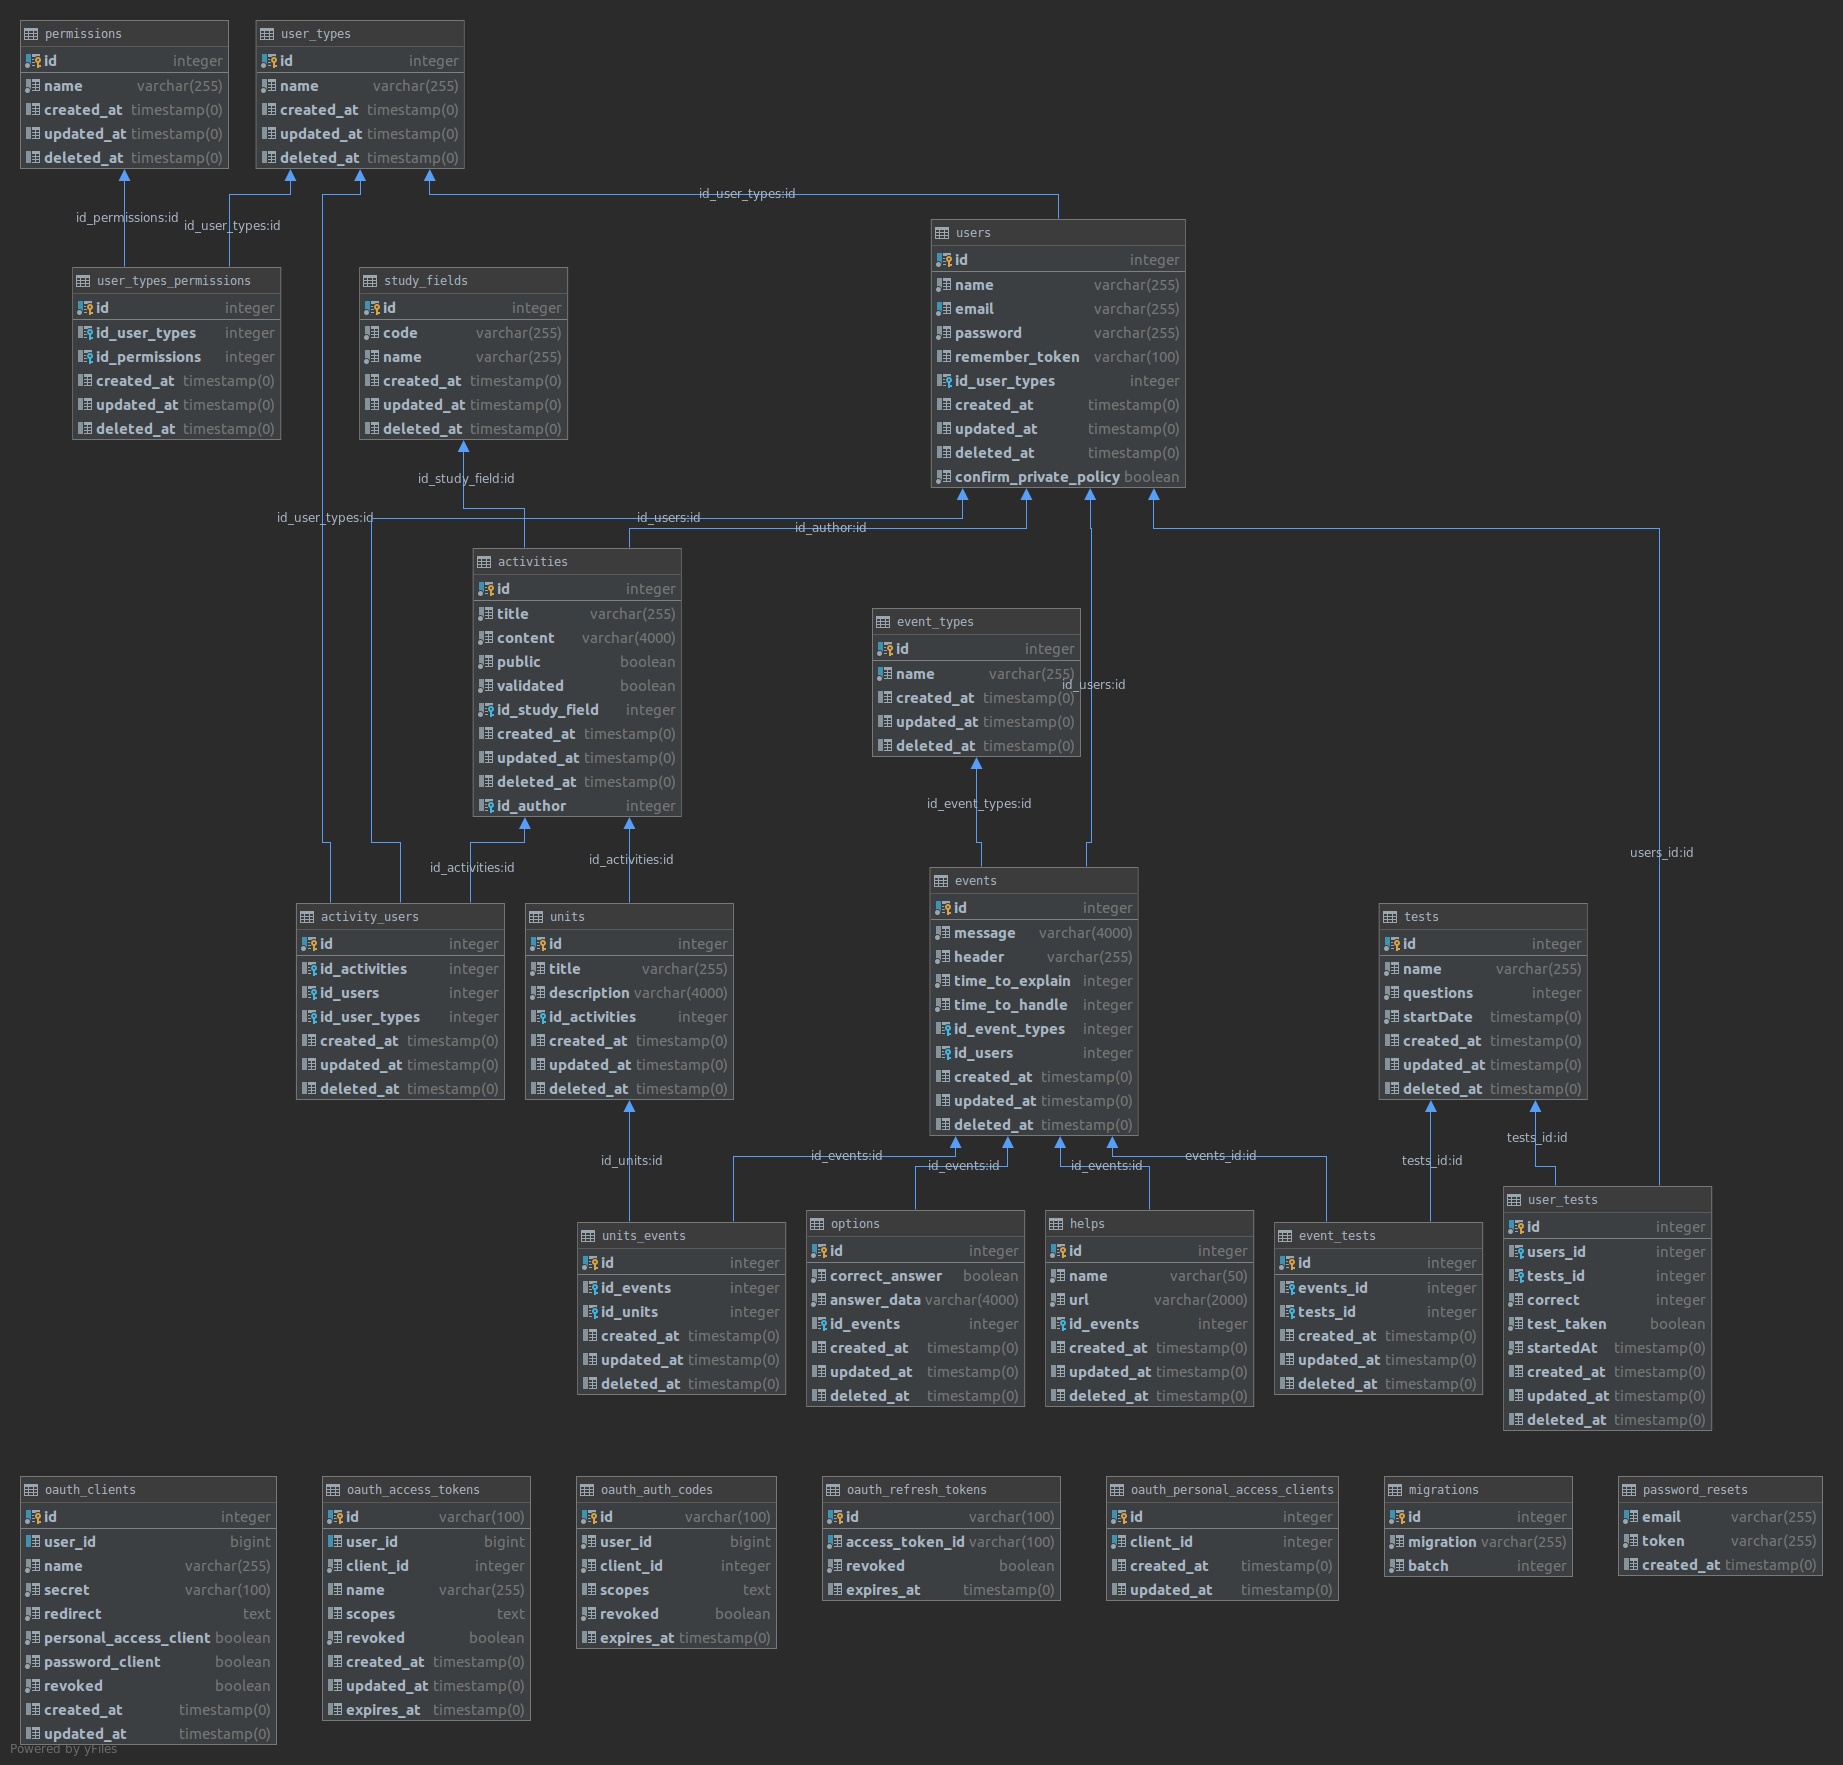 permissions
id integer
name varchar(255)
created_at timestamp(0)
updated_at timestamp(0)
deleted_at timestamp(0)
user_types
id integer
name varchar(255)
created_at timestamp(0)
updated_at timestamp(0)
deleted_at timestamp(0)
id_permissions:id
id_user_types:id
id_user_types:id
users
id integer
name varchar(255)
email varchar(255)
password varchar(255)
remember_token varchar(100)
id_user_types integer
created_at timestamp(0)
updated_at timestamp(0)
deleted_at timestamp(0)
confirm_private_policy boolean
user_types_permissions
id integer
id_user_types integer
id_permissions integer
created_at timestamp(0)
updated_at timestamp(0)
deleted_at timestamp(0)
study_fields
id integer
code varchar(255)
name varchar(255)
created_at timestamp(0)
updated_at timestamp(0)
deleted_at timestamp(0)
id_study_field:id
id_user_types:id
id_users:id
id_author:id
activities
id integer
title varchar(255)
content varchar(4000)
public boolean
validated boolean
id_study_field integer
created_at timestamp(0)
updated_at timestamp(0)
deleted_at timestamp(0)
id_author integer
event_types
id integer
name varchar(255)
created_at timestamp(0)
updated_at timestamp(0)
deleted_at timestamp(0)
id_users:id
id_event_types:id
users_id:id
id_activities:id
id_activities:id
activity_users
id integer
id_activities integer
id_users integer
id_user_types integer
created_at timestamp(0)
updated_at timestamp(0)
deleted_at timestamp(0)
units
id integer
title varchar(255)
description varchar(4000)
id_activities integer
created_at timestamp(0)
updated_at timestamp(0)
deleted_at timestamp(0)
events
id integer
message varchar(4000)
header varchar(255)
time_to_explain integer
time_to_handle integer
id_event_types integer
id_users integer
created_at timestamp(0)
updated_at timestamp(0)
deleted_at timestamp(0)
tests
id integer
name varchar(255)
questions integer
startDate timestamp(0)
created_at timestamp(0)
updated_at timestamp(0)
deleted_at timestamp(0)
id_units:id
id_events:id
id_events:id
id_events:id
events_id:id
tests_id:id
tests_id:id
units_events
id integer
id_events integer
id_units integer
created_at timestamp(0)
updated_at timestamp(0)
deleted_at timestamp(0)
options
id integer
correct_answer boolean
answer_data varchar(4000)
id_events integer
created_at timestamp(0)
updated_at timestamp(0)
deleted_at timestamp(0)
helps
id integer
name varchar(50)
url varchar(2000)
id_events integer
created_at timestamp(0)
updated_at timestamp(0)
deleted_at timestamp(0)
event_tests
id integer
events_id integer
tests_id integer
created_at timestamp(0)
updated_at timestamp(0)
deleted_at timestamp(0)
user_tests
id integer
users_id integer
tests_id integer
correct integer
test_taken boolean
startedAt timestamp(0)
created_at timestamp(0)
updated_at timestamp(0)
deleted_at timestamp(0)
oauth_clients
id integer
user_id bigint
name varchar(255)
secret varchar(100)
redirect text
personal_access_client boolean
password_client boolean
revoked boolean
created_at timestamp(0)
updated_at timestamp(0)
oauth_access_tokens
id varchar(100)
user_id bigint
client_id integer
name varchar(255)
scopes text
revoked boolean
created_at timestamp(0)
updated_at timestamp(0)
expires_at timestamp(0)
oauth_auth_codes
id varchar(100)
user_id bigint
client_id integer
scopes text
revoked boolean
expires_at timestamp(0)
oauth_refresh_tokens
id varchar(100)
access_token_id varchar(100)
revoked boolean
expires_at timestamp(0)
oauth_personal_access_clients
id integer
client_id integer
created_at timestamp(0)
updated_at timestamp(0)
migrations
id integer
migration varchar(255)
batch integer
password_resets
email varchar(255)
token varchar(255)
created_at timestamp(0)
Powered by yFiles